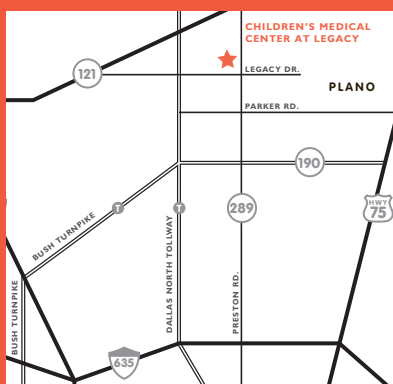 CHILDREN'S MEDICAL
CENTER AT LEGACY
121
LEGACY DR.
PLANO
PARKER RD.
190
T
T
289
HWY
75
BUSH TURNPIKE
DALLAS NORTH TOLLWAY
PRESTON RD.
BUSH TURNPIKE
635